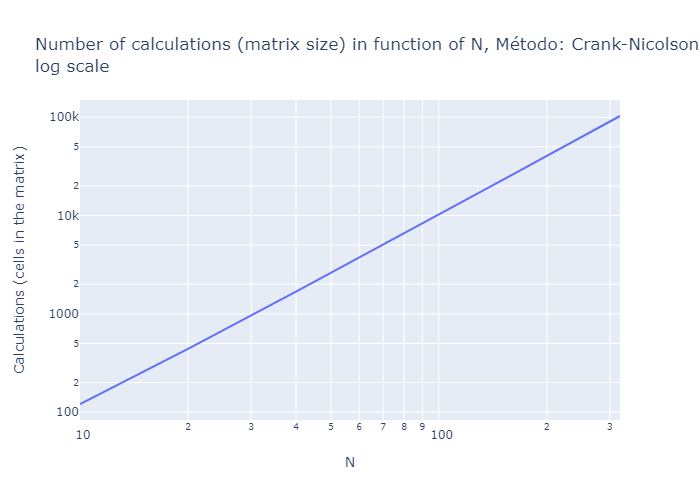 Number of calculations (matrix size) in function of N, Método: Crank-Nicolson
log scale
Calculations (cells in the matrix)
100k
5
2
10k
5
2
1000
5
2
100
10 2 3 4 5 6 7 8 9 100 2 3
N